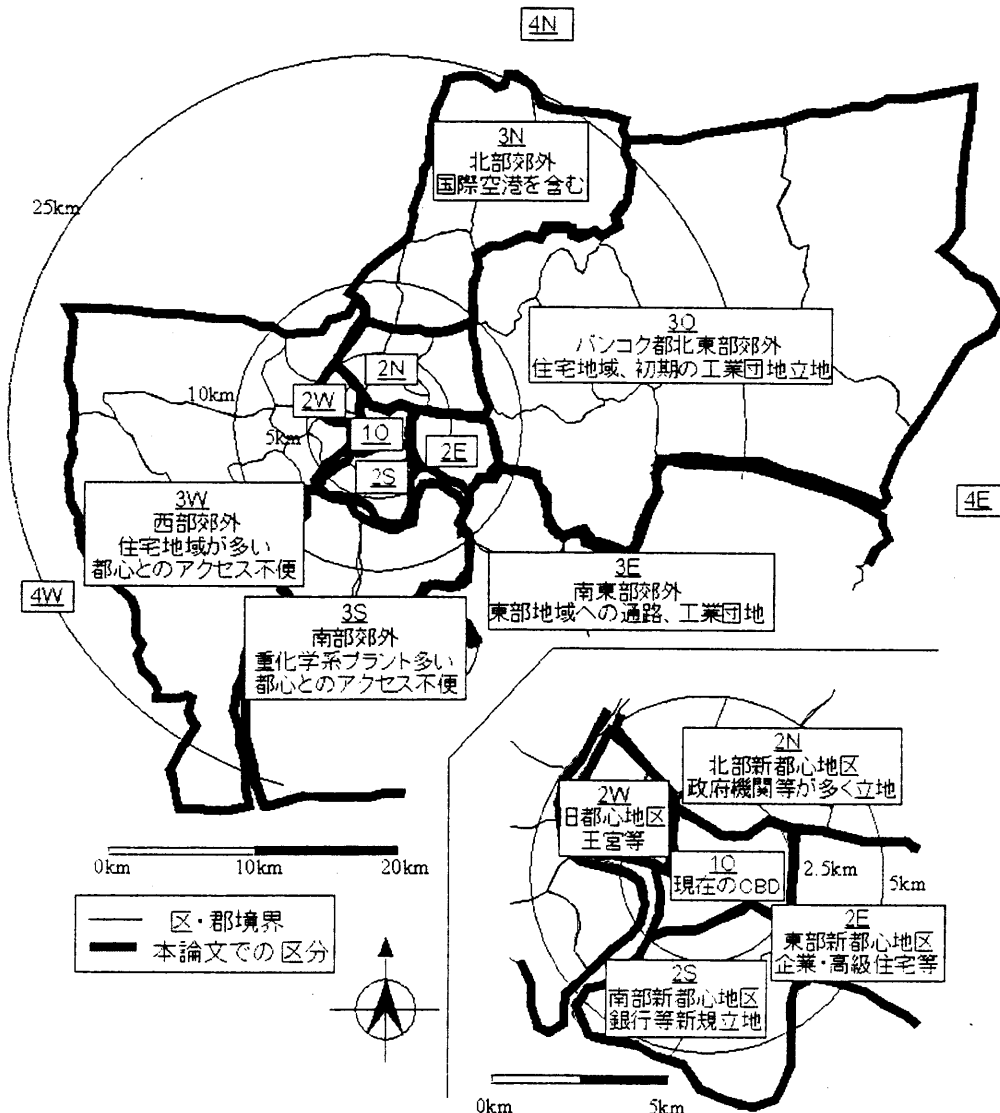 4N
3N
北部郊外
国際空港を含む
25km
3O
バンコク都北東部郊外
住宅地域、初期の工業団地立地
2N
10km
2W
5km
1O
2E
2S
3W
西部郊外
住宅地域が多い
都心とのアクセス不便
4E
4W
3E
南東部郊外
東部地域への通路、工業団地
3S
南部郊外
重化学系プラント多い
都心とのアクセス不便
0km
10km
20km
区・郡境界
本論文での区分
2N
北部新都心地区
政府機関等が多く立地
2W
旧都心地区
王宮等
1O
現在のCBD
2.5km
5km
2E
東部新都心地区
企業・高級住宅等
2S
南部新都心地区
銀行等新規立地
0km
5km